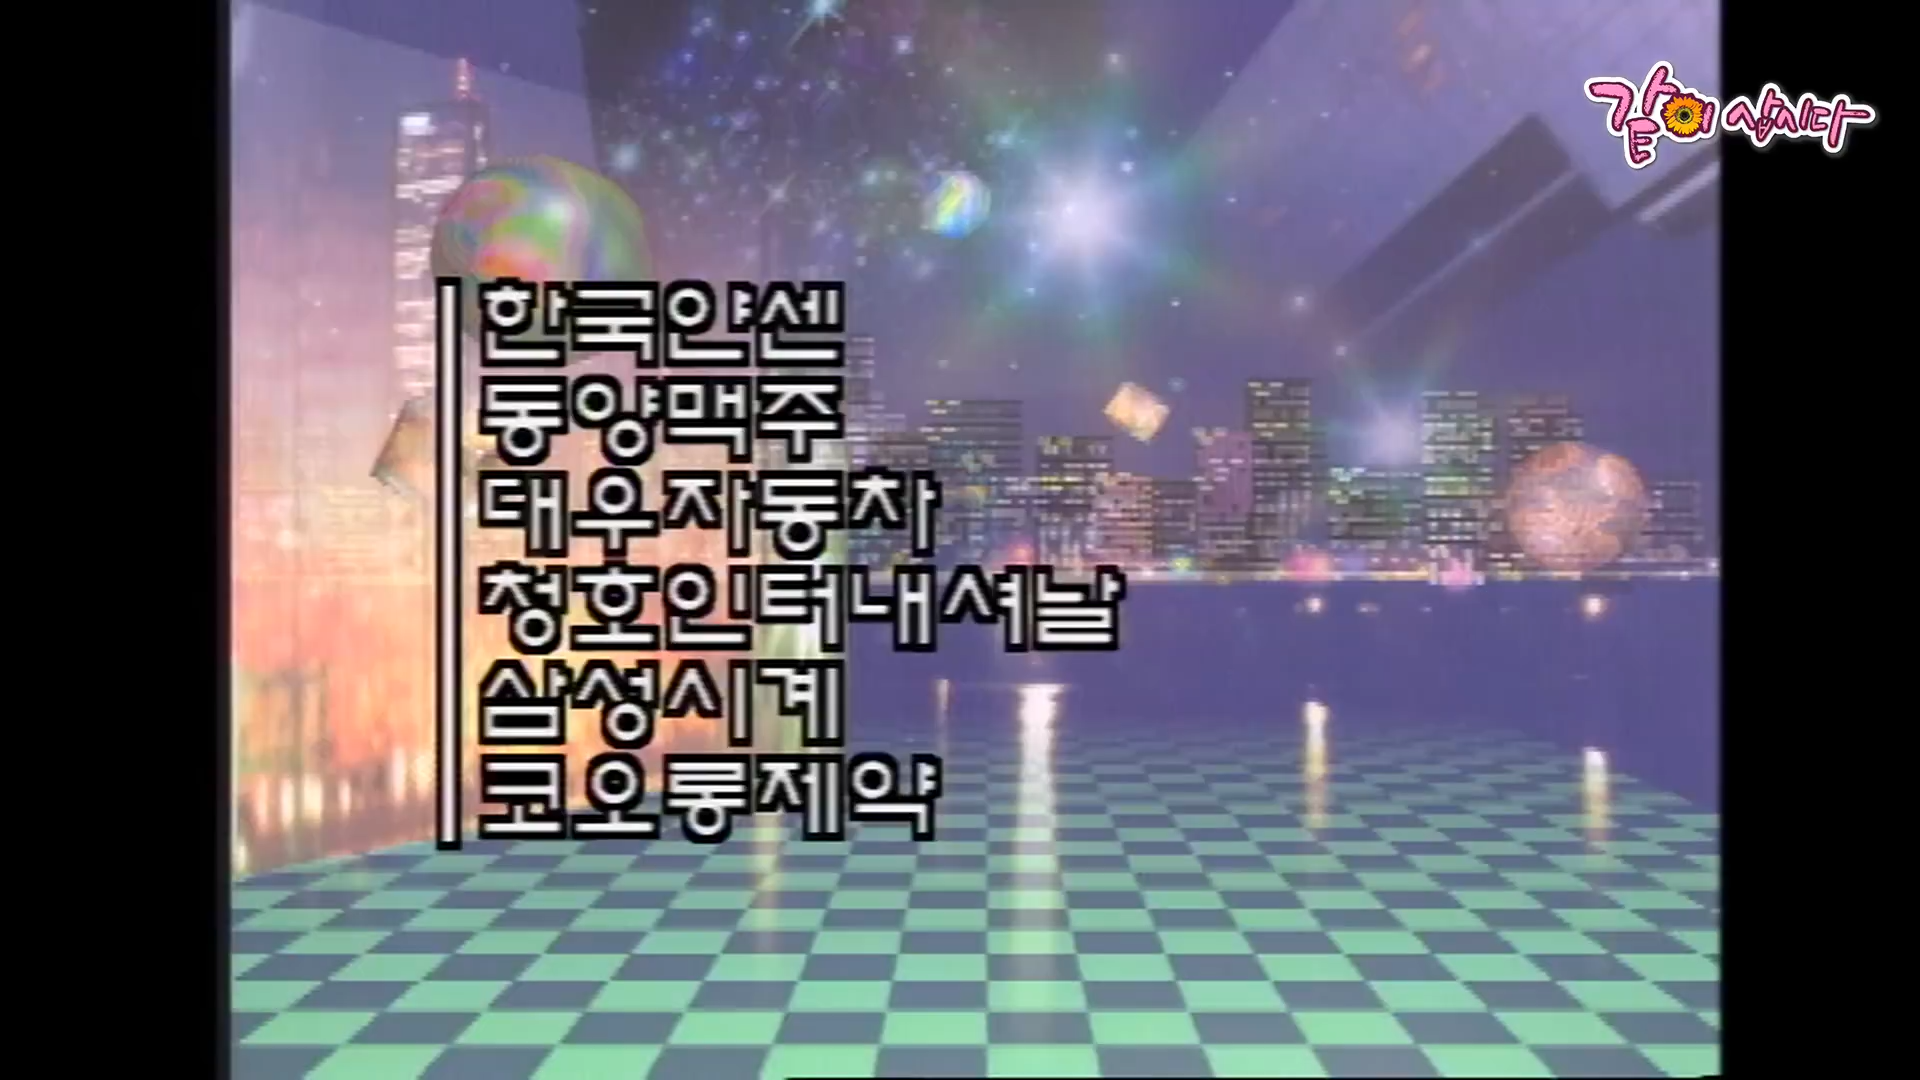 같이 삽시다
한국얀센
동양맥주
대우자동차
청호인터내셔날
삼성시계
코오롱제약